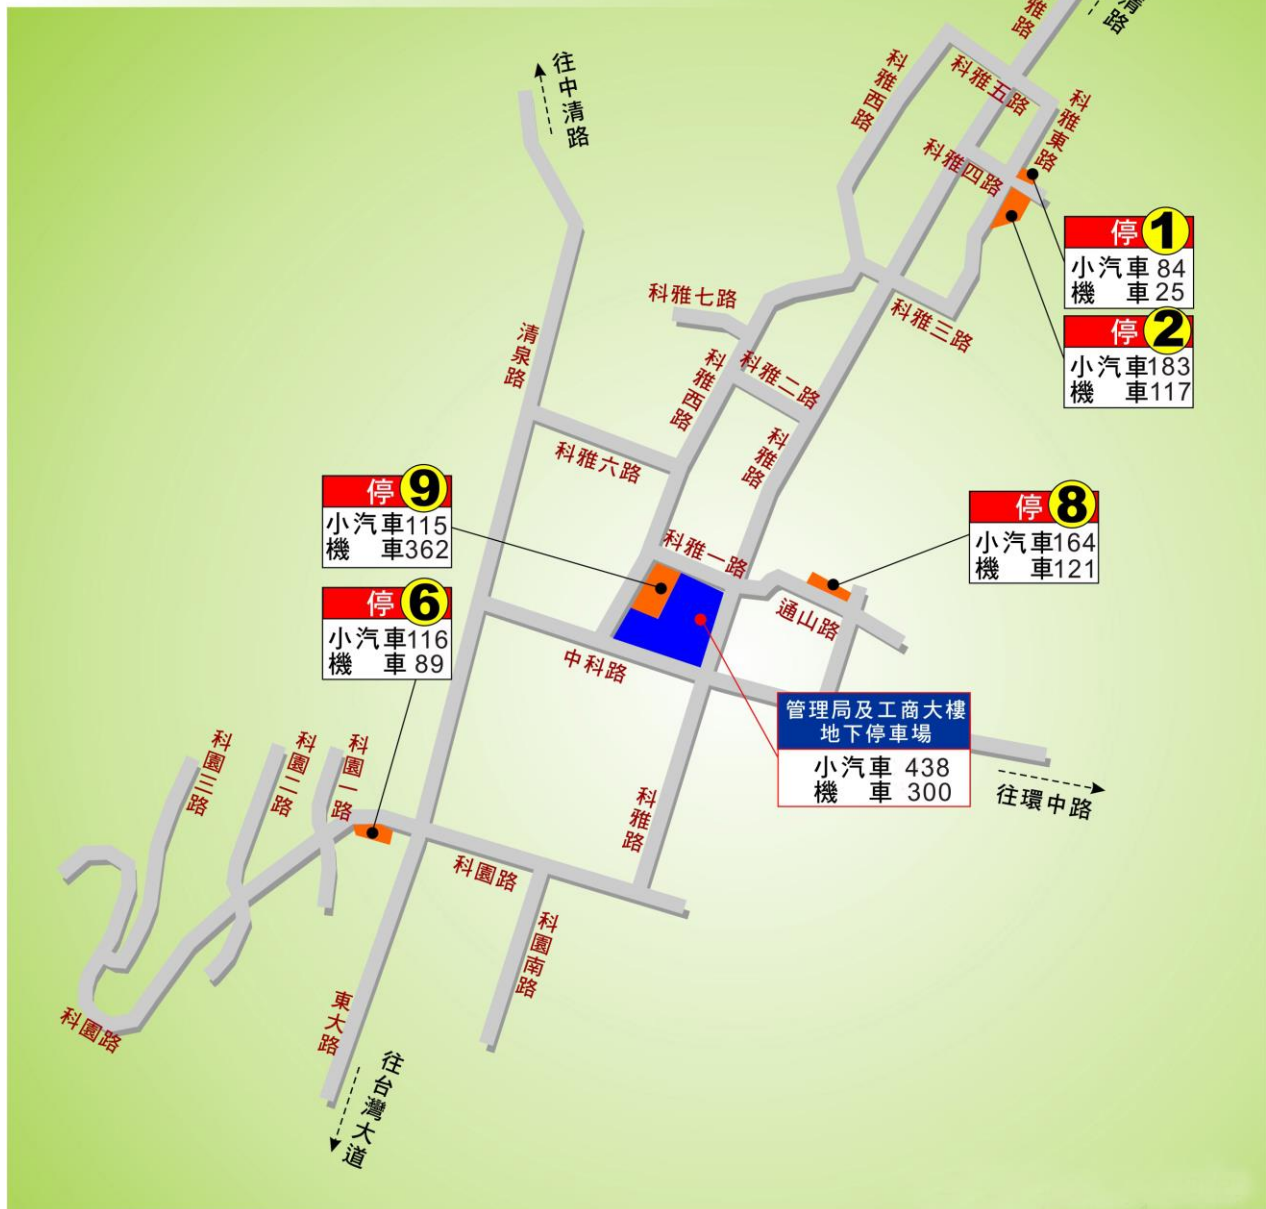 科雅路
清路
往中清路
科雅西路
科雅五路
科雅東路
科雅四路
停1
小汽車84
機 車25
停2
小汽車183
機 車117
科雅七路
科雅三路
清泉路
科雅西路
科雅二路
科雅路
科雅六路
停9
小汽車115
機 車362
停8
小汽車164
機 車121
科雅一路
停6
小汽車116
機 車89
通山路
中科路
管理局及工商大樓
地下停車場
小汽車 438
機 車 300
往環中路
科園三路
科園二路
科園一路
科雅路
科園路
科園南路
科園路
東大路
往台灣大道